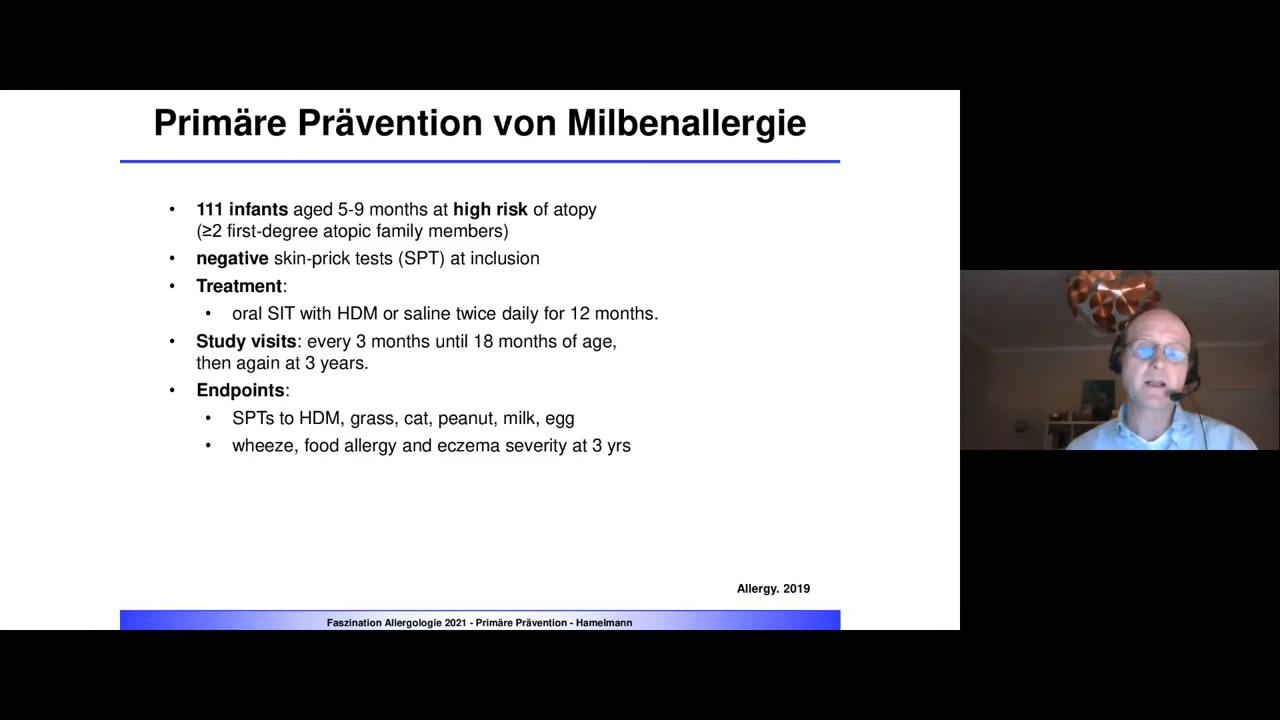 Primäre Prävention von Milbenallergie
• 111 infants aged 5-9 months at high risk of atopy
(≥2 first-degree atopic family members)
• negative skin-prick tests (SPT) at inclusion
• Treatment:
• oral SIT with HDM or saline twice daily for 12 months.
• Study visits: every 3 months until 18 months of age,
then again at 3 years.
• Endpoints:
• SPTs to HDM, grass, cat, peanut, milk, egg
• wheeze, food allergy and eczema severity at 3 yrs
Allergy. 2019
Faszination Allergologie 2021 - Primäre Prävention - Hamelmann